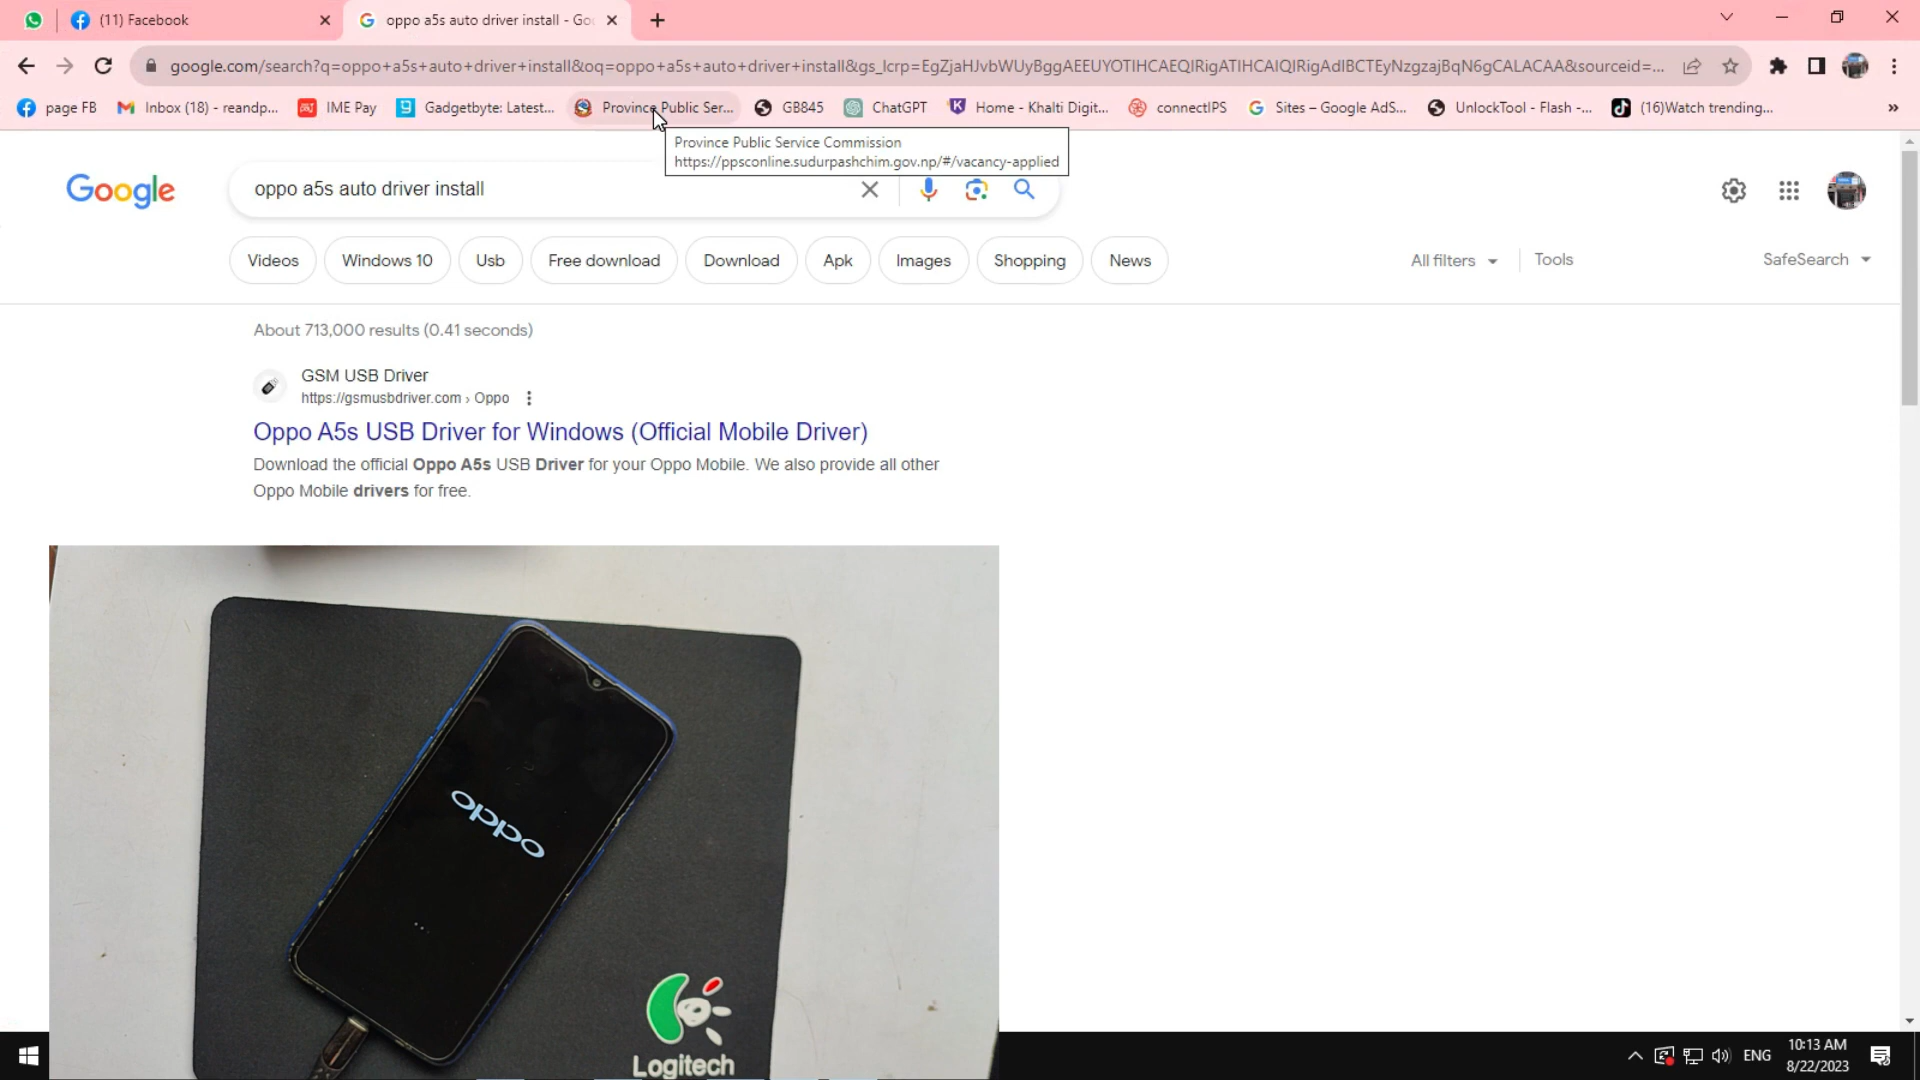 (11) Facebook
oppo a5s auto driver install - Go
google.com/search?q=oppo+a5s+auto+driver+install&oq=oppo+a5s+auto+driver+install&gs_lcrp=EgZjaHJvbWUyBggAEEUYOTIHCAEQIRigATIHCAIQIRigAdIBCTEyNzgzajBqN6gCALACAA&sourceid=...
page FB
Inbox (18) - reandp...
IME Pay
Gadgetbyte: Latest...
Province Public Ser...
GB845
ChatGPT
Home - Khalti Digit...
connectIPS
Sites – Google AdS...
UnlockTool - Flash -...
(16)Watch trending...
»
Province Public Service Commission
https://ppsconline.sudurpashchim.gov.np/#/vacancy-applied
Google
oppo a5s auto driver install
Videos
Windows 10
Usb
Free download
Download
Apk
Images
Shopping
News
All filters
Tools
SafeSearch
About 713,000 results (0.41 seconds)
GSM USB Driver
https://gsmusbdriver.com › Oppo
Oppo A5s USB Driver for Windows (Official Mobile Driver)
Download the official Oppo A5s USB Driver for your Oppo Mobile. We also provide all other
Oppo Mobile drivers for free.
oppo
Logitech
ENG
10:13 AM
8/22/2023